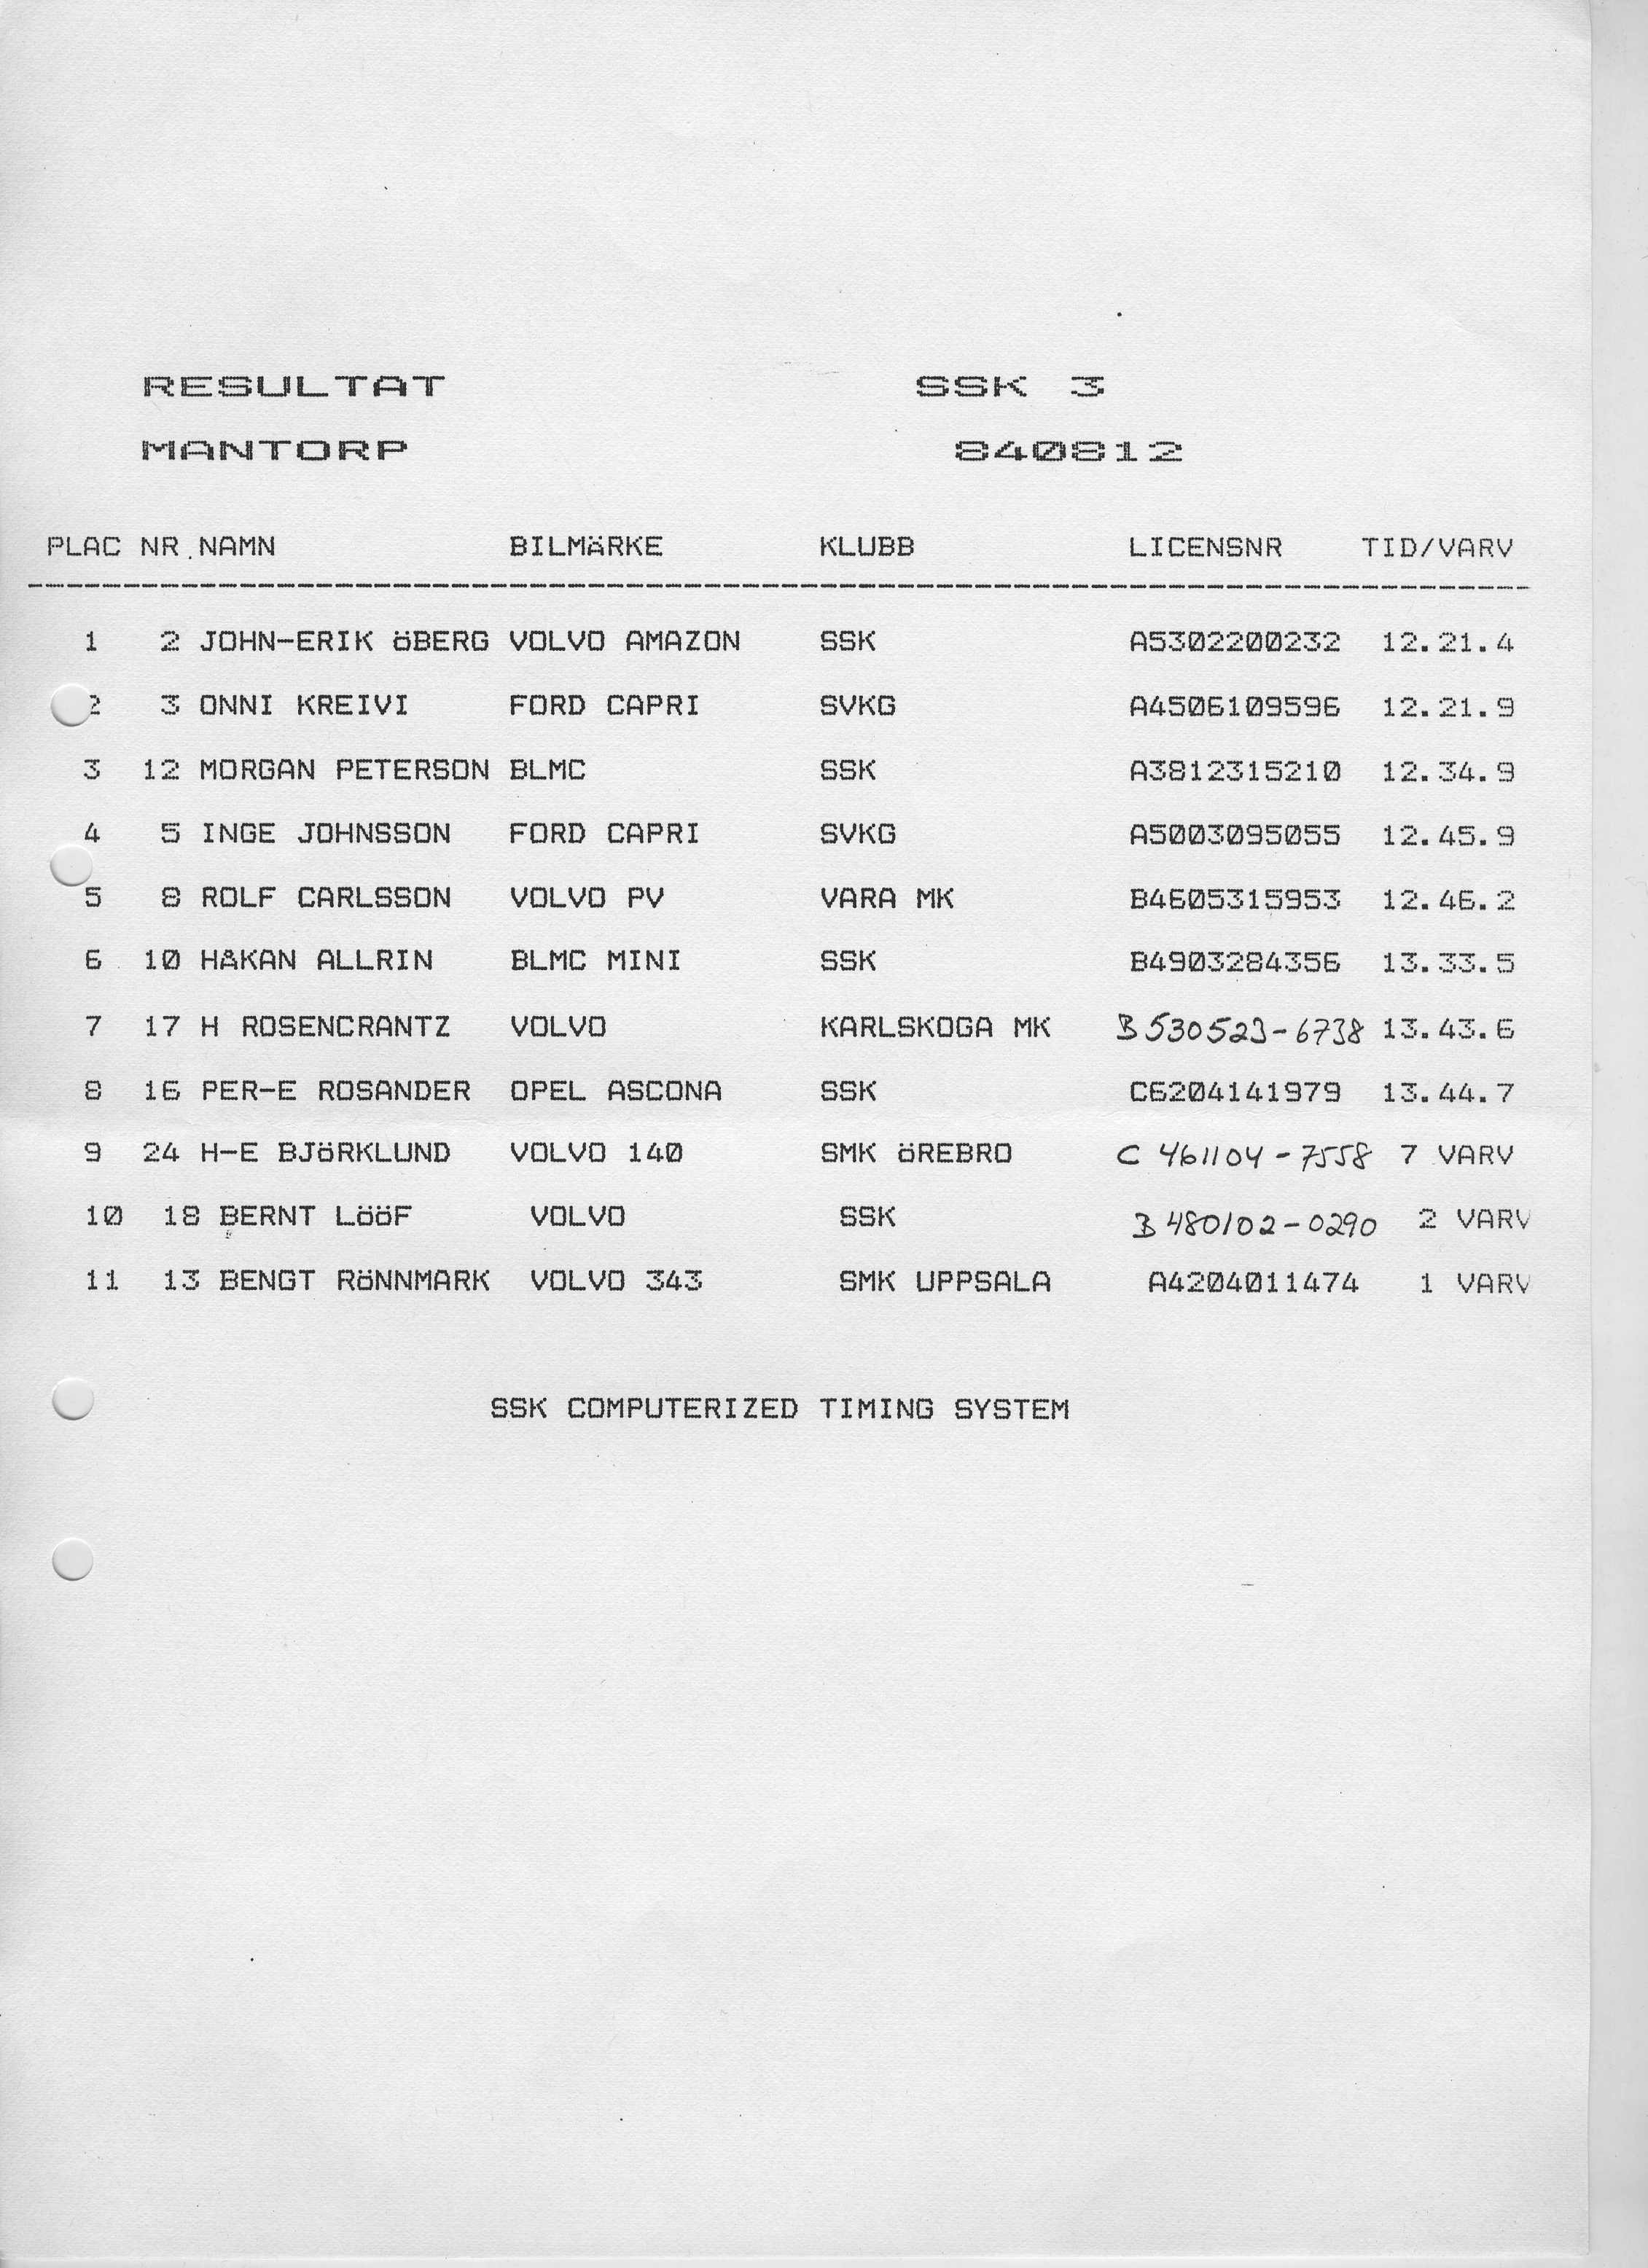 RESULTAT SSK 3
MANTORP 840812
PLAC NR NAMN BILMÄRKE KLUBB LICENSNR TID/VARV
1 2 JOHN-ERIK ÖBERG VOLVO AMAZON SSK A5302200232 12.21.4
2 3 ONNI KREIVI FORD CAPRI SVKG A4506109596 12.21.9
3 12 MORGAN PETERSON BLMC SSK A3812315210 12.34.9
4 5 INGE JOHNSSON FORD CAPRI SVKG A5003095055 12.45.9
5 8 ROLF CARLSSON VOLVO PV VARA MK B4605315953 12.46.2
6 10 HÅKAN ALLRIN BLMC MINI SSK B4903284356 13.33.5
7 17 H ROSENCRANTZ VOLVO KARLSKOGA MK B 530523-6738 13.43.6
8 16 PER-E ROSANDER OPEL ASCONA SSK C6204141979 13.44.7
9 24 H-E BJÖRKLUND VOLVO 140 SMK ÖREBRO C 461104-7558 7 VARV
10 18 BERNT LÖÖF VOLVO SSK B 480102-0290 2 VARV
11 13 BENGT RÖNNMARK VOLVO 343 SMK UPPSALA A4204011474 1 VARV
SSK COMPUTERIZED TIMING SYSTEM